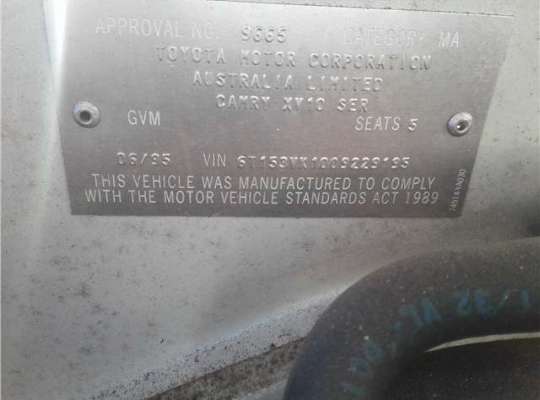 APPROVAL NO. 9665 CATEGORY MA
TOYOTA MOTOR CORPORATION
AUSTRALIA LIMITED
CAMRY XV10 SER
GVM SEATS 5
06/95 VIN 6T153VK1009229195
THIS VEHICLE WAS MANUFACTURED TO COMPLY
WITH THE MOTOR VEHICLE STANDARDS ACT 1989